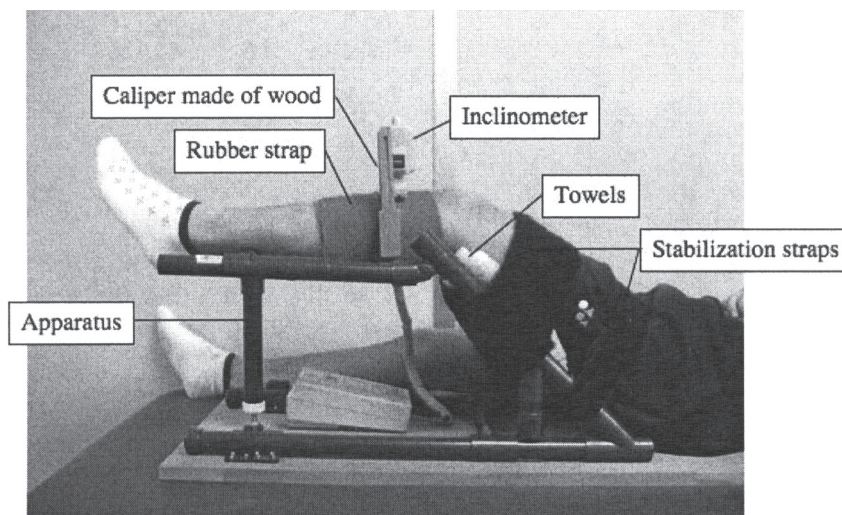 Caliper made of wood
Inclinometer
Rubber strap
Towels
Stabilization straps
Apparatus